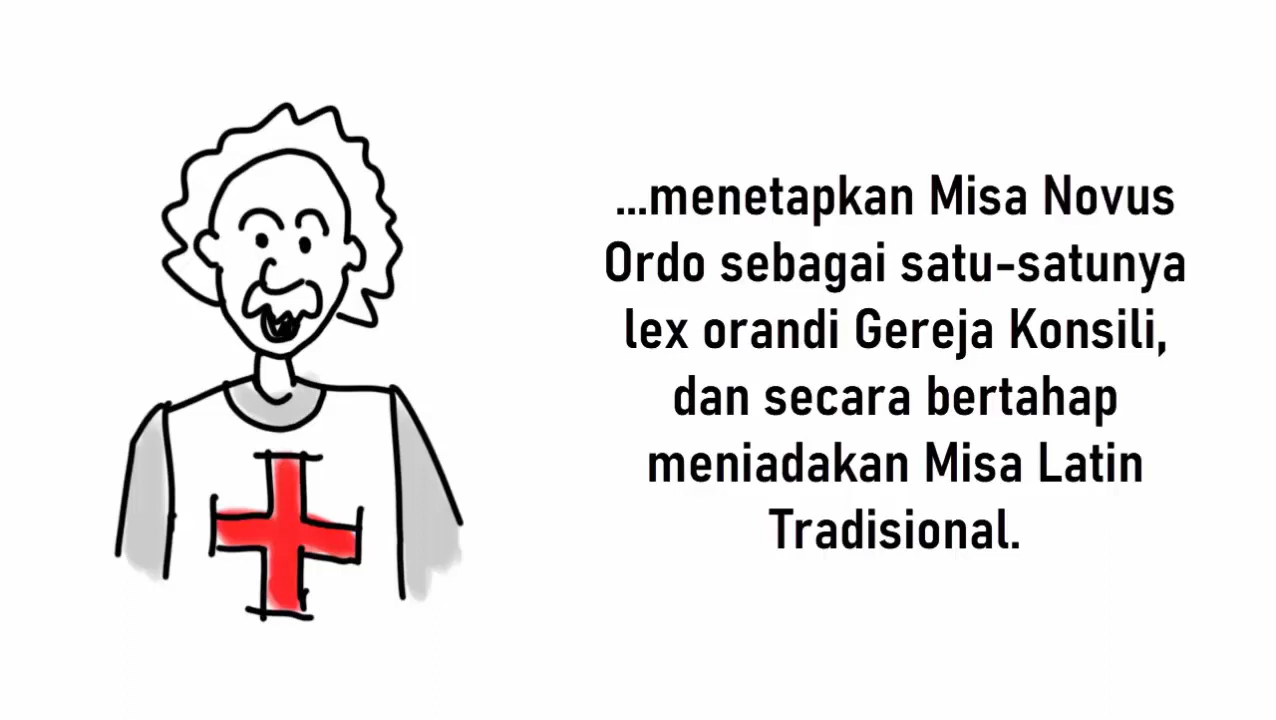 ...menetapkan Misa Novus
Ordo sebagai satu-satunya
lex orandi Gereja Konsili,
dan secara bertahap
meniadakan Misa Latin
Tradisional.